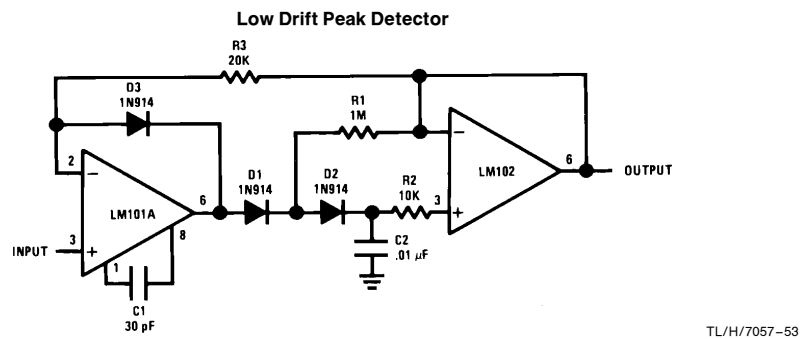 Low Drift Peak Detector
R3
20K
D3
1N914
R1
1M
2
−
LM101A
6
D1
1N914
D2
1N914
R2
10K
3
−
+
LM102
6
OUTPUT
INPUT
3
+
1
8
C1
30 pF
C2
.01 μF
TL/H/7057–53